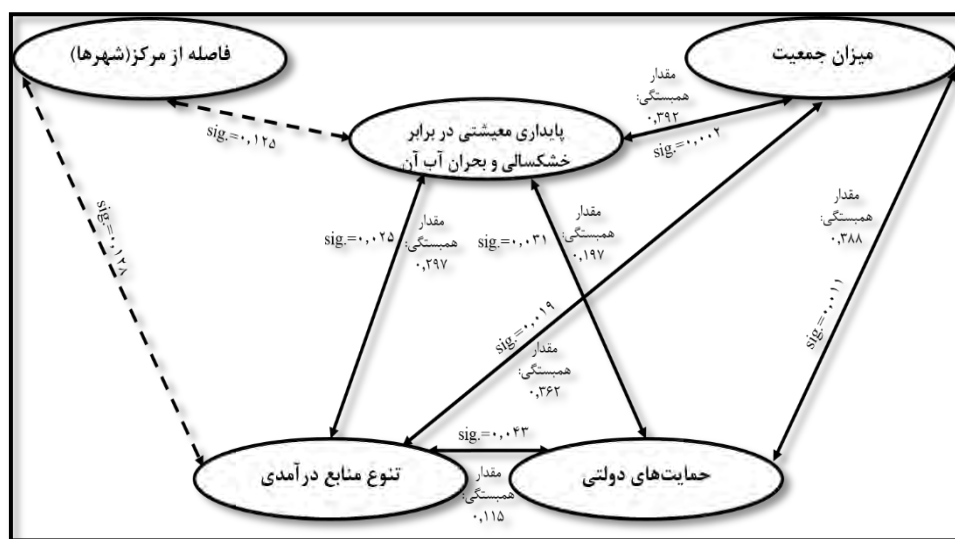 فاصله از مرکز(شهرها)
میزان جمعیت
مقدار
همبستگی:
۰,۳۹۲
sig.=۰,۰۰۲
sig.=۰,۱۲۵
پایداری معیشتی در برابر
خشکسالی و بحران آب آن
sig.=۰,۱۲۸
sig.=۰,۰۲۵
مقدار
همبستگی:
۰,۲۹۷
sig.=۰,۰۳۱
مقدار
همبستگی:
۰,۱۹۷
مقدار
همبستگی:
۰,۳۸۸
sig.=۰,۰۱۱
sig.=۰,۰۱۹
مقدار
همبستگی:
۰,۳۶۲
sig.=۰,۰۴۳
مقدار
همبستگی:
۰,۱۱۵
حمایت‌های دولتی
تنوع منابع درآمدی